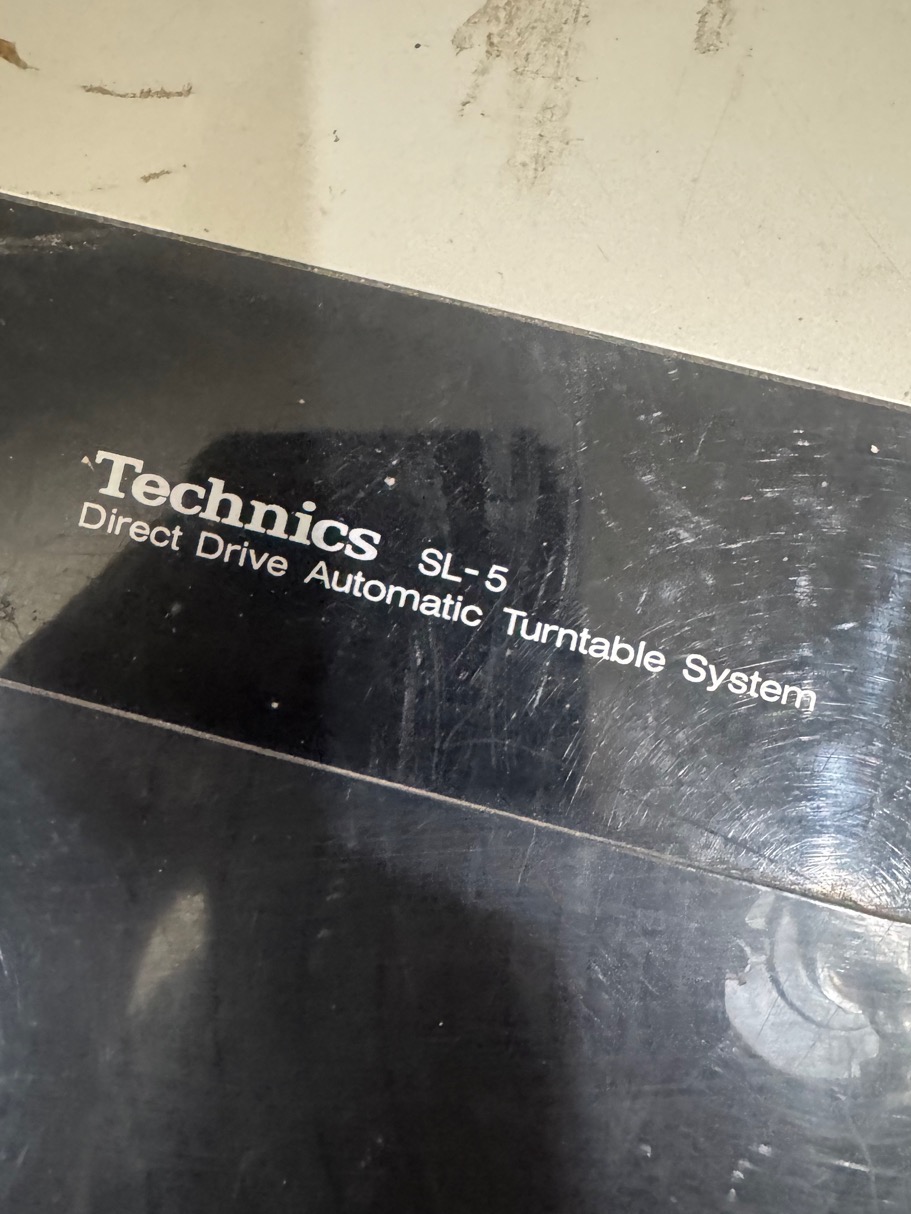 Technics SL-5
Direct Drive Automatic Turntable System